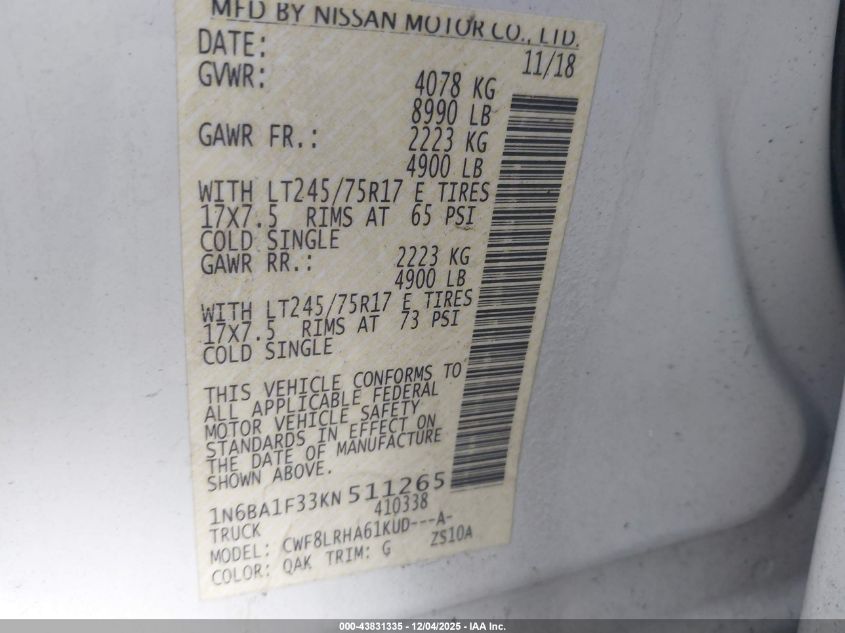 MFD BY NISSAN MOTOR CO., LTD.
DATE: 11/18
GVWR: 4078 KG
8990 LB
GAWR FR.: 2223 KG
4900 LB
WITH LT245/75R17 E TIRES
17X7.5 RIMS AT 65 PSI
COLD SINGLE
GAWR RR.: 2223 KG
4900 LB
WITH LT245/75R17 E TIRES
17X7.5 RIMS AT 73 PSI
COLD SINGLE
THIS VEHICLE CONFORMS TO
ALL APPLICABLE FEDERAL
MOTOR VEHICLE SAFETY
STANDARDS IN EFFECT ON
THE DATE OF MANUFACTURE
SHOWN ABOVE.
1N6BA1F33KN511265
TRUCK 410338
MODEL: CWF8LRHA61KUD---A-
COLOR: QAK TRIM: G ZS10A
000-43831335 - 12/04/2025 - IAA Inc.